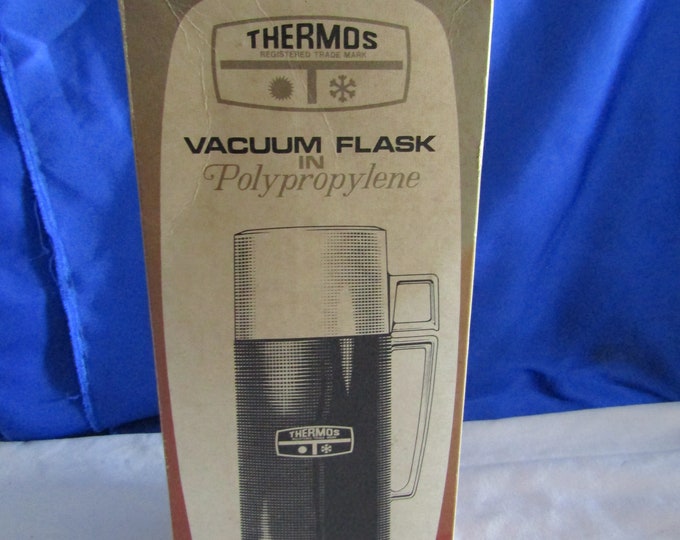 THERMOS
REGISTERED TRADE MARK
VACUUM FLASK
IN
Polypropylene
THERMOS